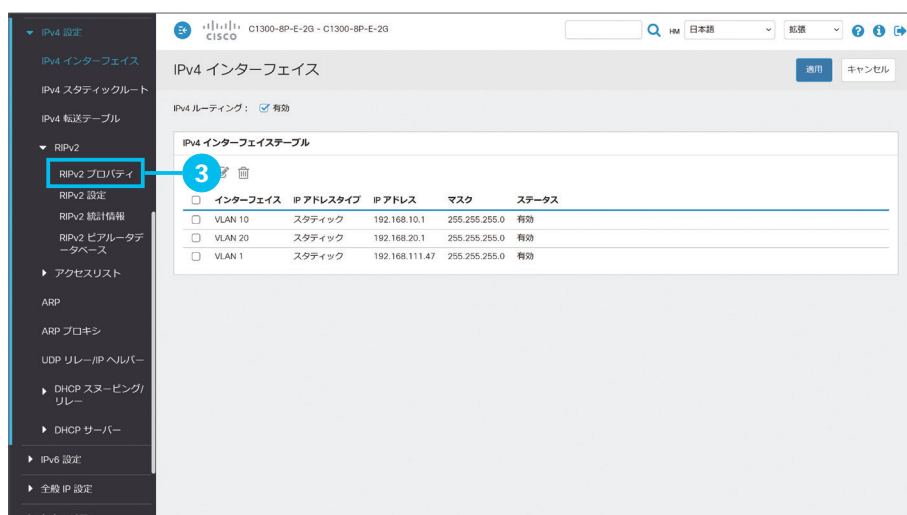 IPv4 設定
IPv4 インターフェイス
IPv4 スタティックルート
IPv4 転送テーブル
RIPv2
RIPv2 プロパティ
RIPv2 設定
RIPv2 統計情報
RIPv2 ピアルータデ
ータベース
アクセスリスト
ARP
ARP プロキシ
UDP リレー/IP ヘルパー
DHCP スヌーピング/
リレー
DHCP サーバー
IPv6 設定
全般 IP 設定
3
CISCO
C1300-8P-E-2G - C1300-8P-E-2G
HM 日本語 拡張
IPv4 インターフェイス
適用 キャンセル
IPv4 ルーティング： 有効
IPv4 インターフェイステーブル
インターフェイス IP アドレスタイプ IP アドレス マスク ステータス
VLAN 10 スタティック 192.168.10.1 255.255.255.0 有効
VLAN 20 スタティック 192.168.20.1 255.255.255.0 有効
VLAN 1 スタティック 192.168.111.47 255.255.255.0 有効